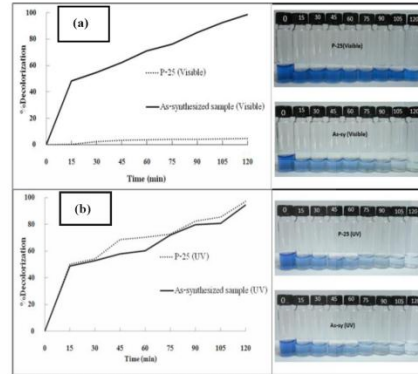 (a)
100
80
60
40
20
0
%Decolorization
P-25 (Visible)
As-synthesized sample (Visible)
0 15 30 45 60 75 90 105 120
Time (min)
0 15 30 45 60 75 90 105 120
P-25(Visible)
0 15 30 45 60 75 90 105 120
As-sy (Visible)
(b)
100
80
60
40
20
0
%Decolorization
P-25 (UV)
As-synthesized sample (UV)
0 15 30 45 60 75 90 105 120
Time (min)
0 15 30 45 60 75 90 105 120
P-25 (UV)
0 15 30 45 60 75 90 105 120
As-sy (UV)